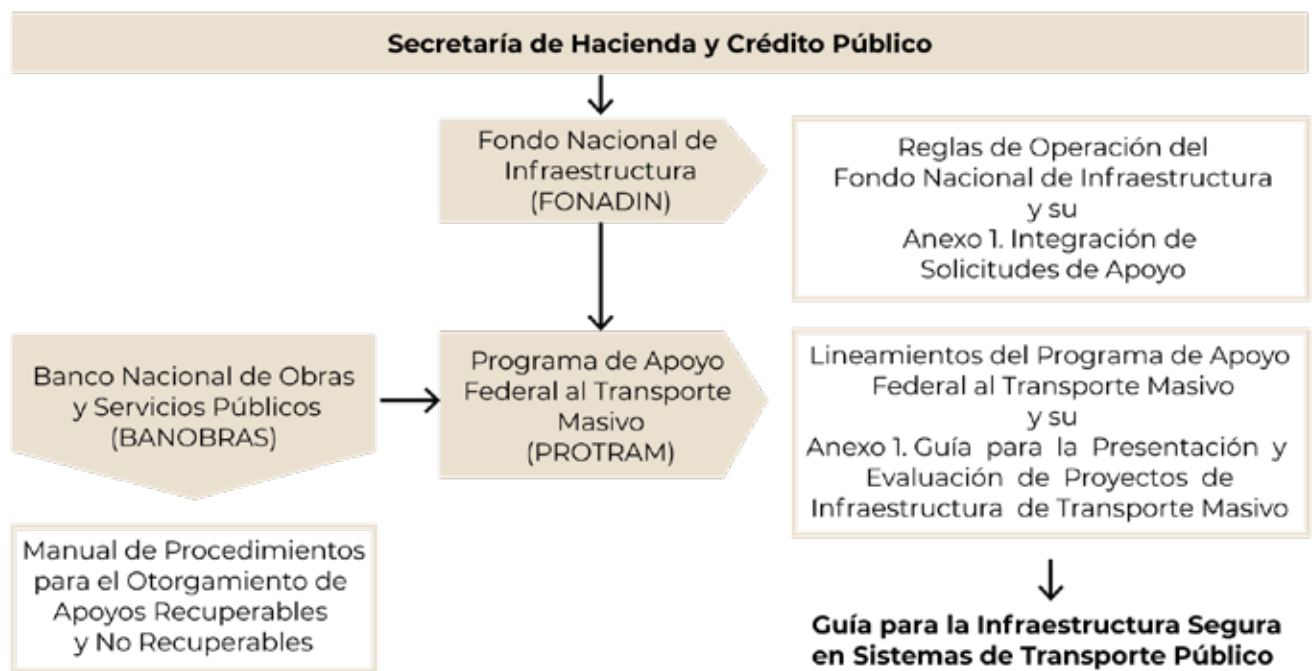 Secretaría de Hacienda y Crédito Público
Fondo Nacional de
Infraestructura
(FONADIN)
Reglas de Operación del
Fondo Nacional de Infraestructura
y su
Anexo 1. Integración de
Solicitudes de Apoyo
Banco Nacional de Obras
y Servicios Públicos
(BANOBRAS)
Programa de Apoyo
Federal al Transporte
Masivo
(PROTRAM)
Lineamientos del Programa de Apoyo
Federal al Transporte Masivo
y su
Anexo 1. Guía para la Presentación y
Evaluación de Proyectos de
Infraestructura de Transporte Masivo
Manual de Procedimientos
para el Otorgamiento de
Apoyos Recuperables
y No Recuperables
Guía para la Infraestructura Segura
en Sistemas de Transporte Público